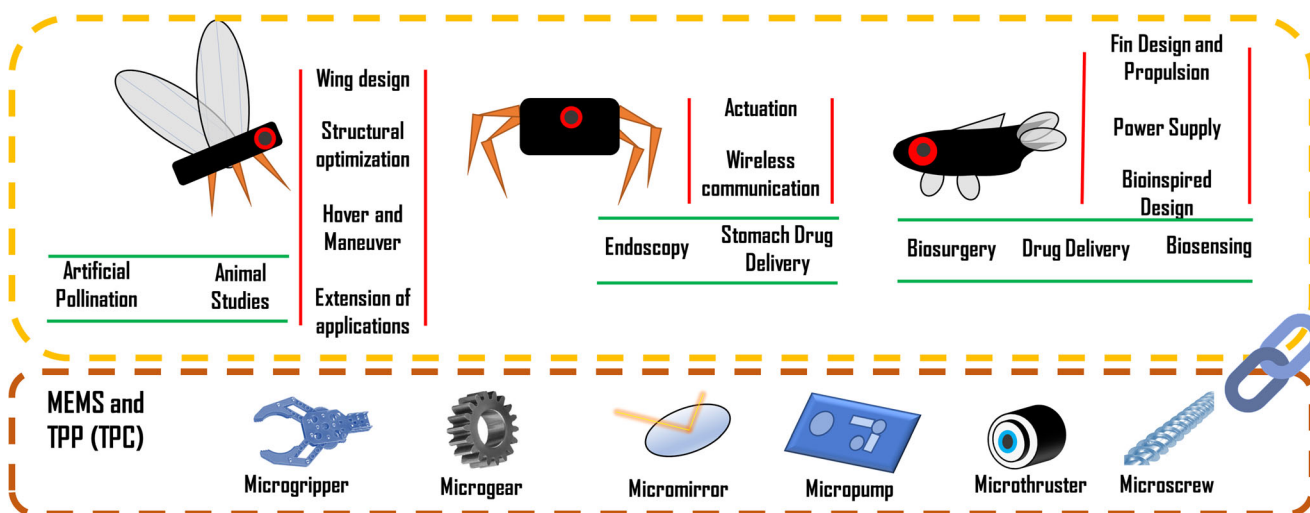 Wing design
Structural
optimization
Hover and
Maneuver
Extension of
applications
Artificial
Pollination
Animal
Studies
Actuation
Wireless
communication
Endoscopy
Stomach Drug
Delivery
Fin Design and
Propulsion
Power Supply
Bioinspired
Design
Biosurgery
Drug Delivery
Biosensing
MEMS and
TPP (TPC)
Microgripper
Microgear
Micromirror
Micropump
Microthruster
Microscrew